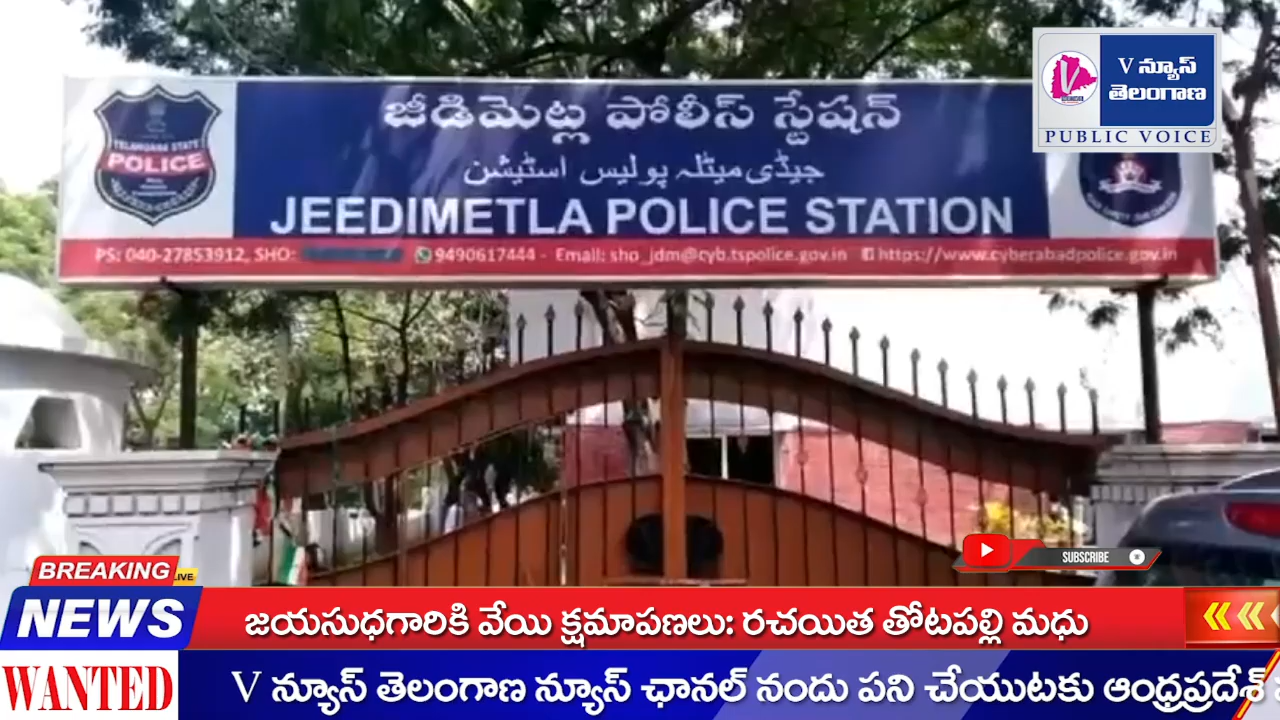 V న్యూస్
తెలంగాణ
PUBLIC VOICE
జీడిమెట్ల పోలీస్ స్టేషన్
جیڈی میٹلہ پولیس اسٹیشن
JEEDIMETLA POLICE STATION
TELANGANA STATE
POLICE
PS: 040-27853912, SHO: 9490617444 - Email: sho_jdm@cyb.tspolice.gov.in https://www.cyberabadpolice.gov.in
SUBSCRIBE
BREAKING
LIVE
NEWS
జయసుధగారికి వేయి క్షమాపణలు: రచయిత తోటపల్లి మధు
WANTED
V న్యూస్ తెలంగాణ న్యూస్ ఛానల్ నందు పని చేయుటకు ఆంధ్రప్రదేశ్